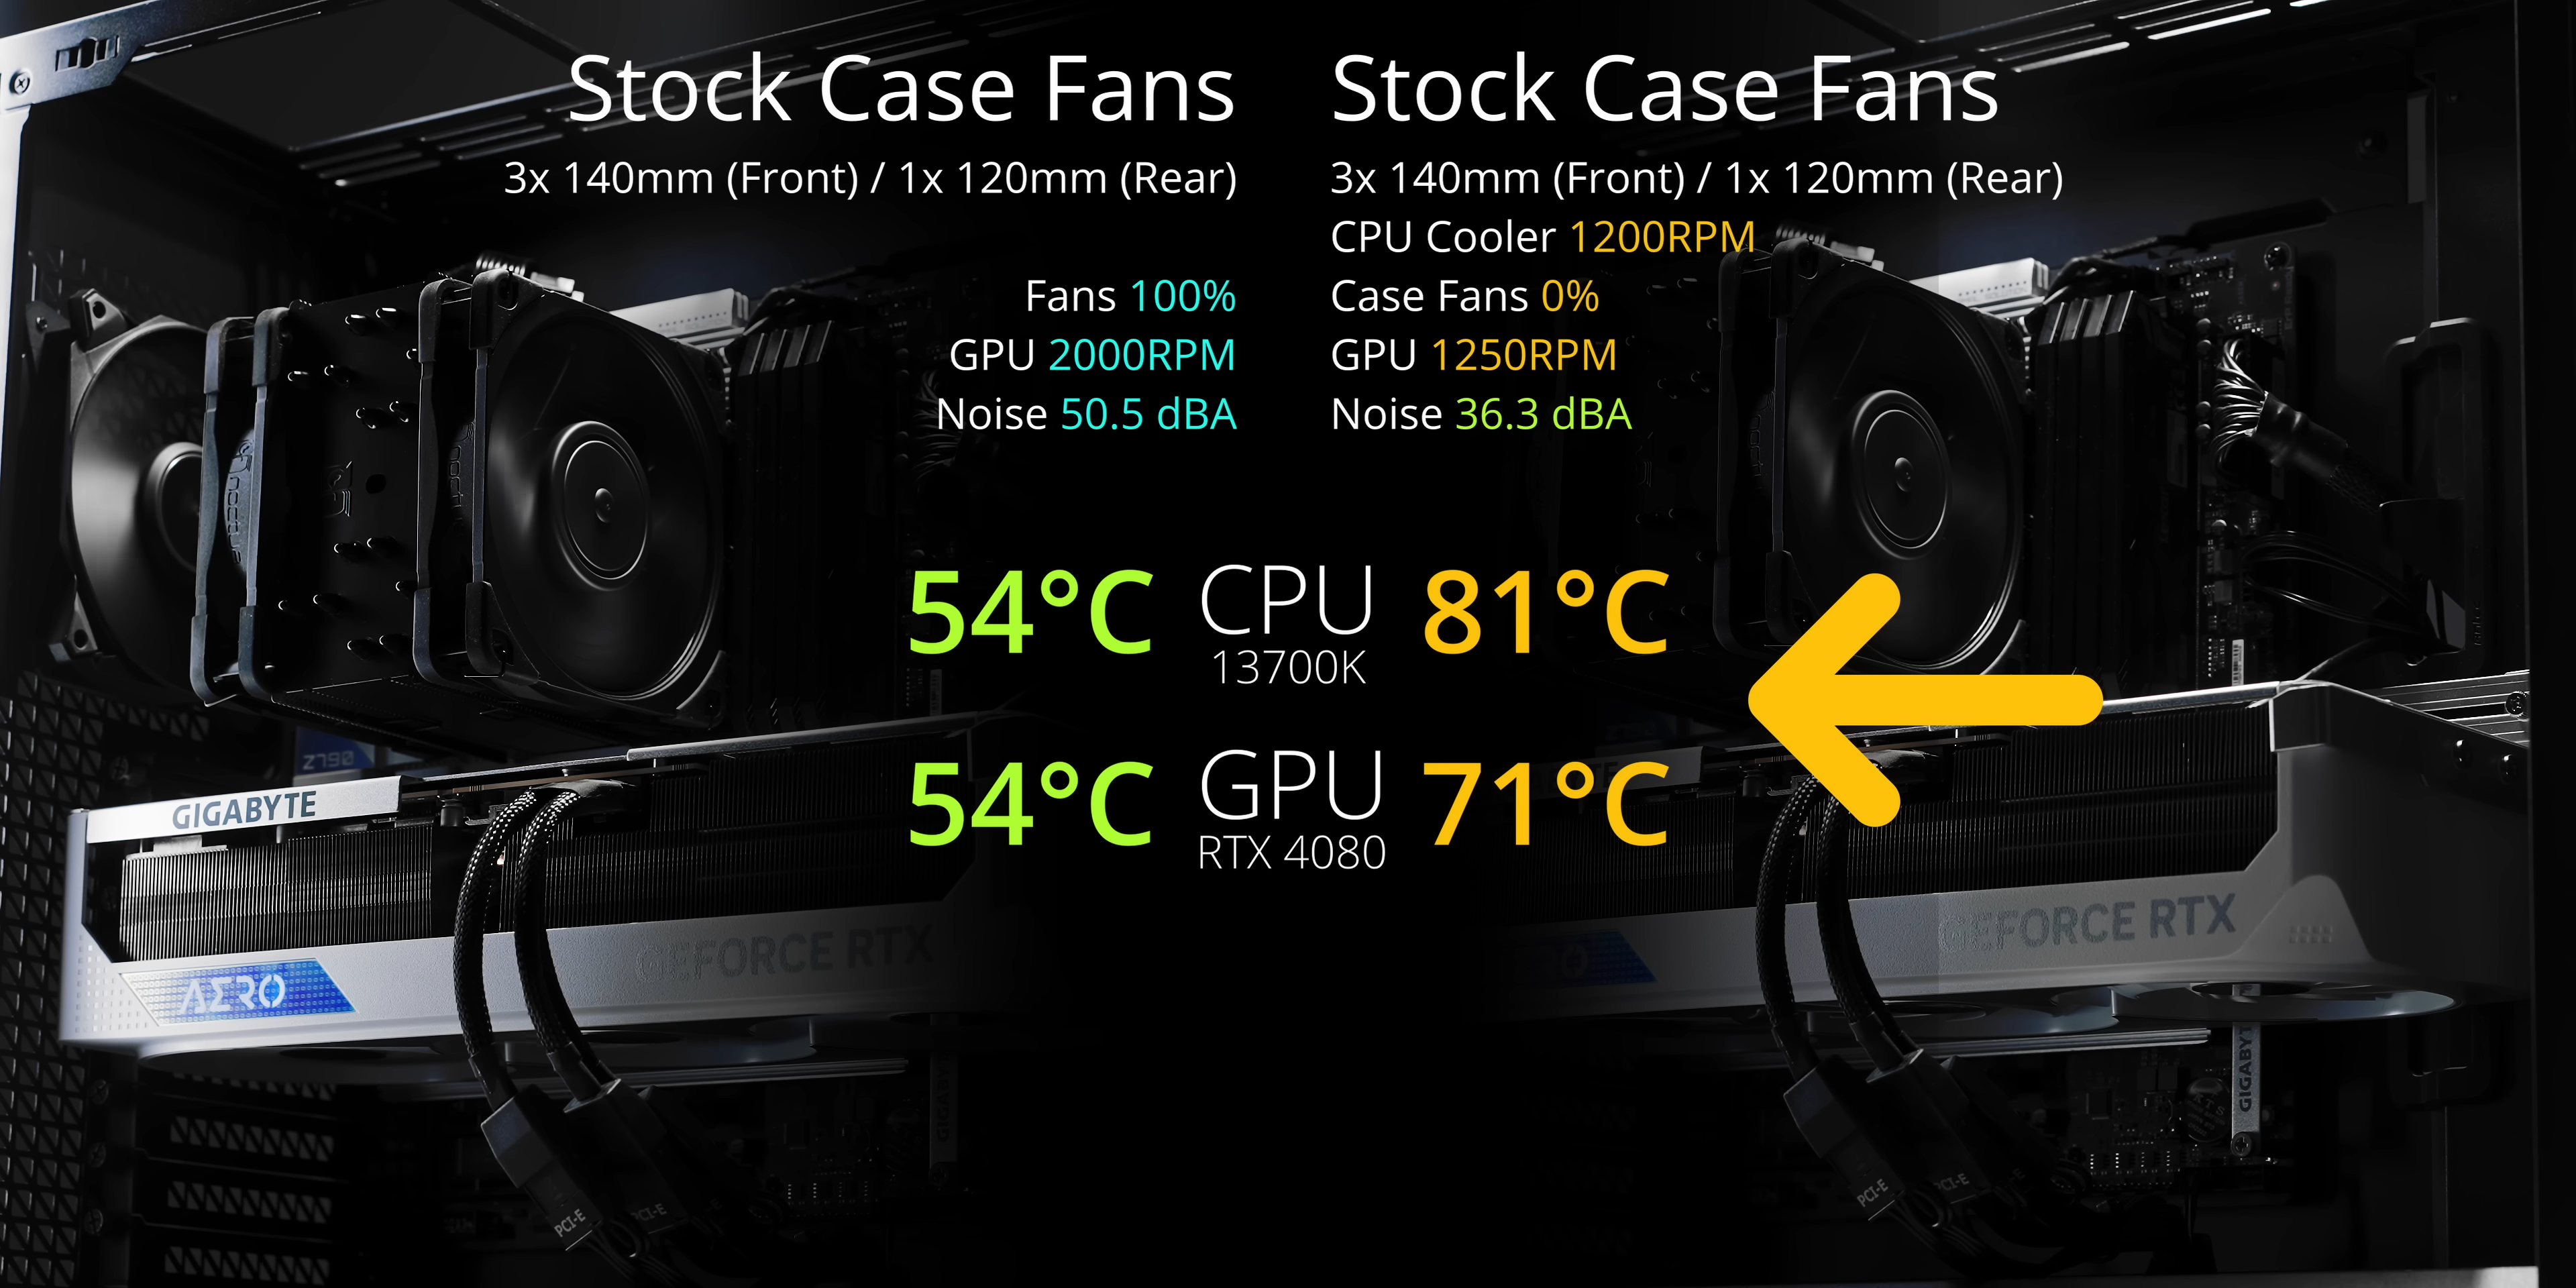 Stock Case Fans
3x 140mm (Front) / 1x 120mm (Rear)
Fans 100%
GPU 2000RPM
Noise 50.5 dBA
Stock Case Fans
3x 140mm (Front) / 1x 120mm (Rear)
CPU Cooler 1200RPM
Case Fans 0%
GPU 1250RPM
Noise 36.3 dBA
54°C CPU 81°C
13700K
54°C GPU 71°C
RTX 4080
noctua
Z790
GIGABYTE
AERO
GEFORCE RTX
PCI-E
PCI-E
GEFORCE RTX
GIGABYTE
PCI-E
PCI-E